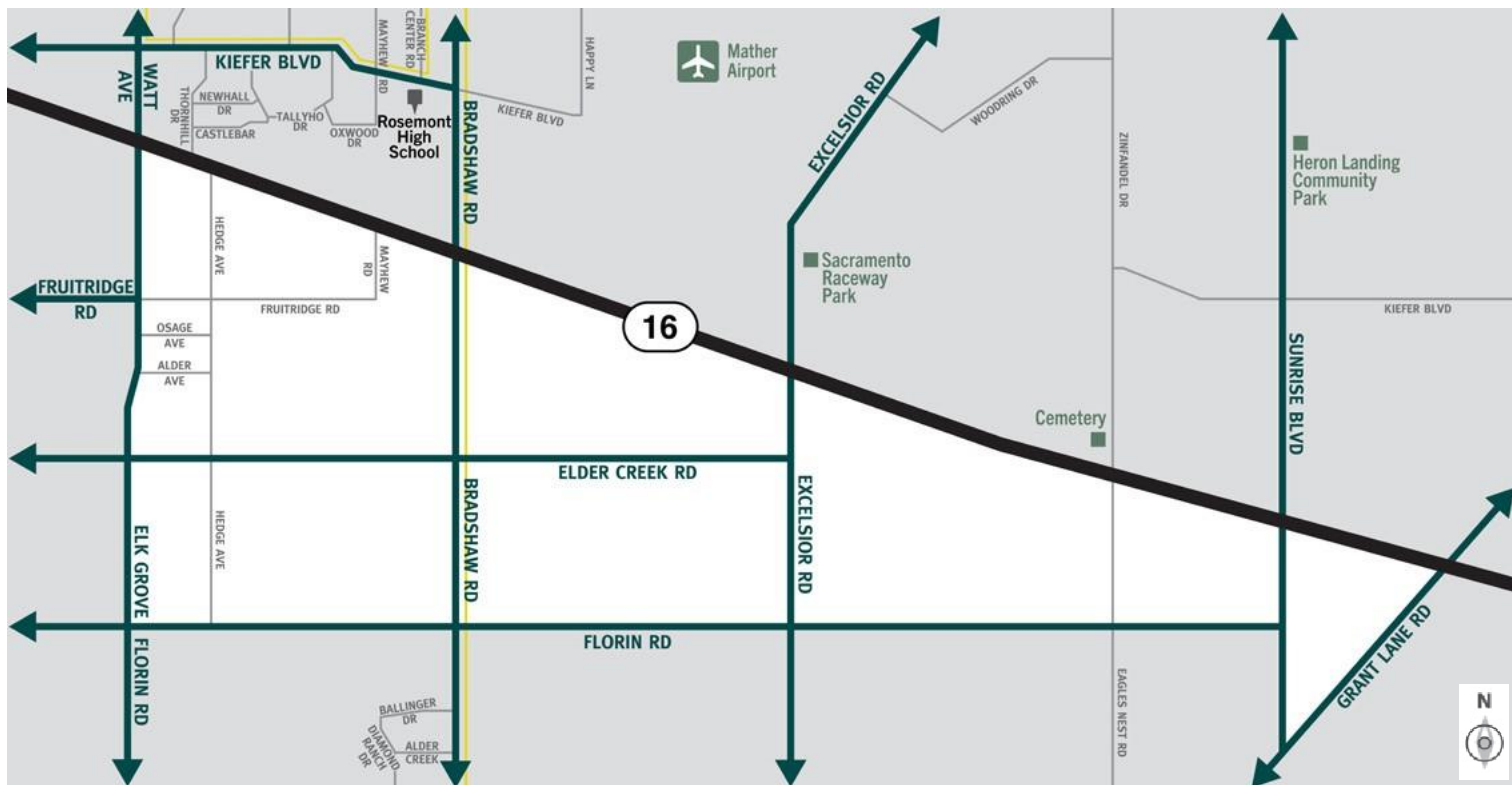 WATT
AVE
KIEFER BLVD
MAYHEW RD
BRANCH
CENTER RD
HAPPY LN
Mather
Airport
EXCELSIOR RD
WOODRING DR
THORNHILL
DR
NEWHALL
DR
CASTLEBAR
TALLYHO
DR
OXWOOD
DR
Rosemont
High
School
BRADSHAW RD
KIEFER BLVD
ZINFANDEL DR
Heron Landing
Community
Park
HEDGE AVE
MAYHEW
RD
Sacramento
Raceway
Park
FRUITRIDGE
RD
FRUITRIDGE RD
16
KIEFER BLVD
OSAGE
AVE
ALDER
AVE
SUNRISE BLVD
Cemetery
ELDER CREEK RD
HEDGE AVE
BRADSHAW RD
EXCELSIOR RD
ELK GROVE FLORIN RD
FLORIN RD
GRANT LANE RD
EAGLES NEST RD
BALLINGER
DR
DIAMOND
RANCH
DR
ALDER
CREEK
N